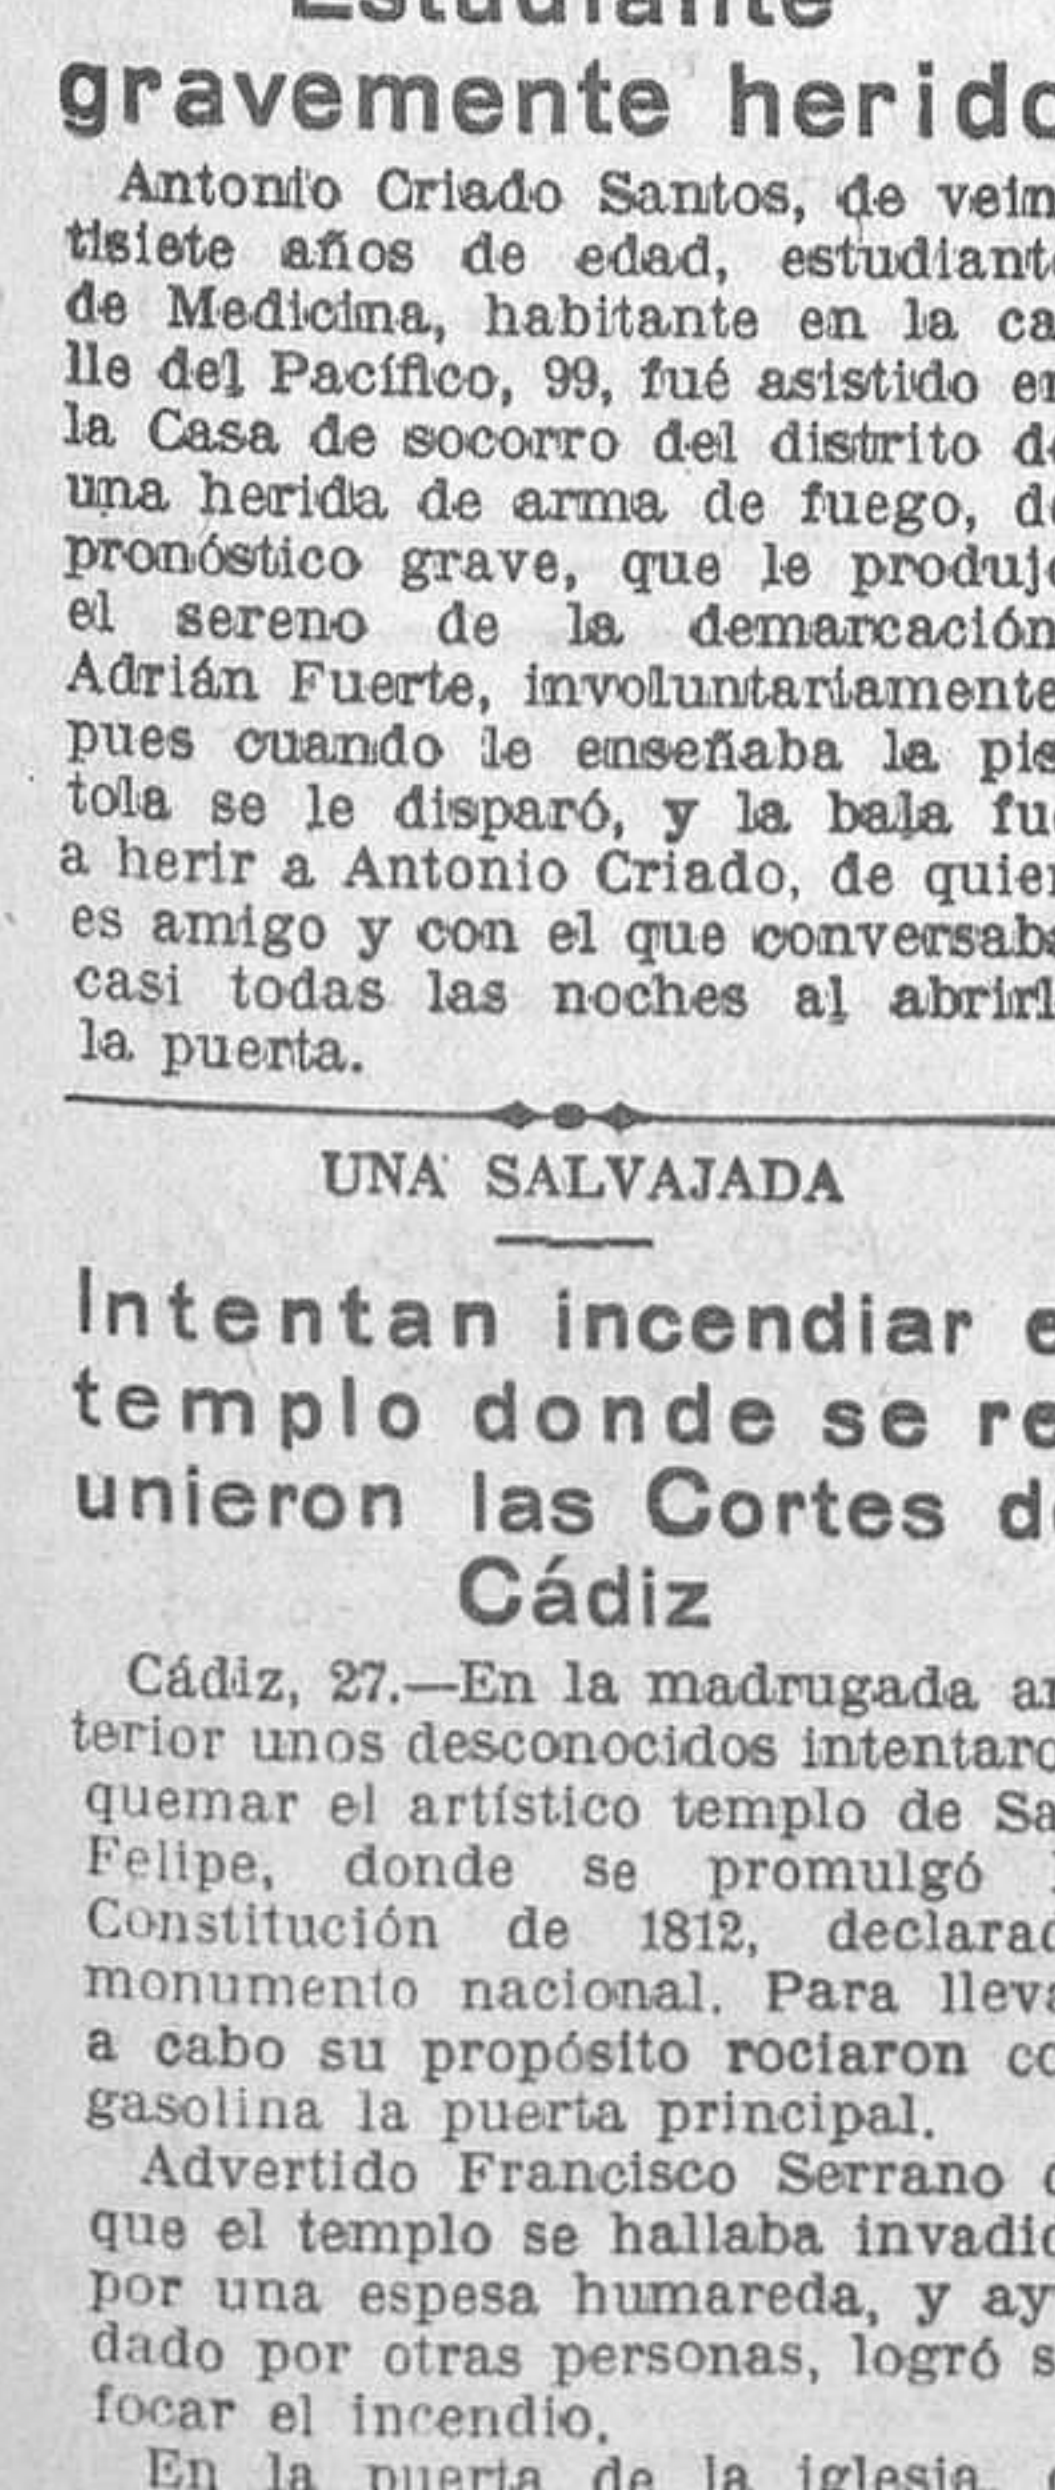 Estudiante
gravemente herido
Antonio Criado Santos, de vein
tisiete años de edad, estudiante
de Medicina, habitante en la ca
lle del Pacífico, 99, fué asistido en
la Casa de socorro del distrito de
una herida de arma de fuego, de
pronóstico grave, que le produjo
el sereno de la demarcación,
Adrián Fuerte, involuntariamente,
pues cuando le enseñaba la pis
tola se le disparó, y la bala fu
a herir a Antonio Criado, de quien
es amigo y con el que conversaba
casi todas las noches al abrirl
la puerta.
UNA SALVAJADA
Intentan incendiar e
templo donde se re
unieron las Cortes d
Cádiz
Cádiz, 27.—En la madrugada an
terior unos desconocidos intentaro
quemar el artístico templo de Sa
Felipe, donde se promulgó
Constitución de 1812, declarad
monumento nacional. Para lleva
a cabo su propósito rociaron co
gasolina la puerta principal.
Advertido Francisco Serrano d
que el templo se hallaba invadid
por una espesa humareda, y ay
dado por otras personas, logró s
focar el incendio.
En la puerta de la iglesia,